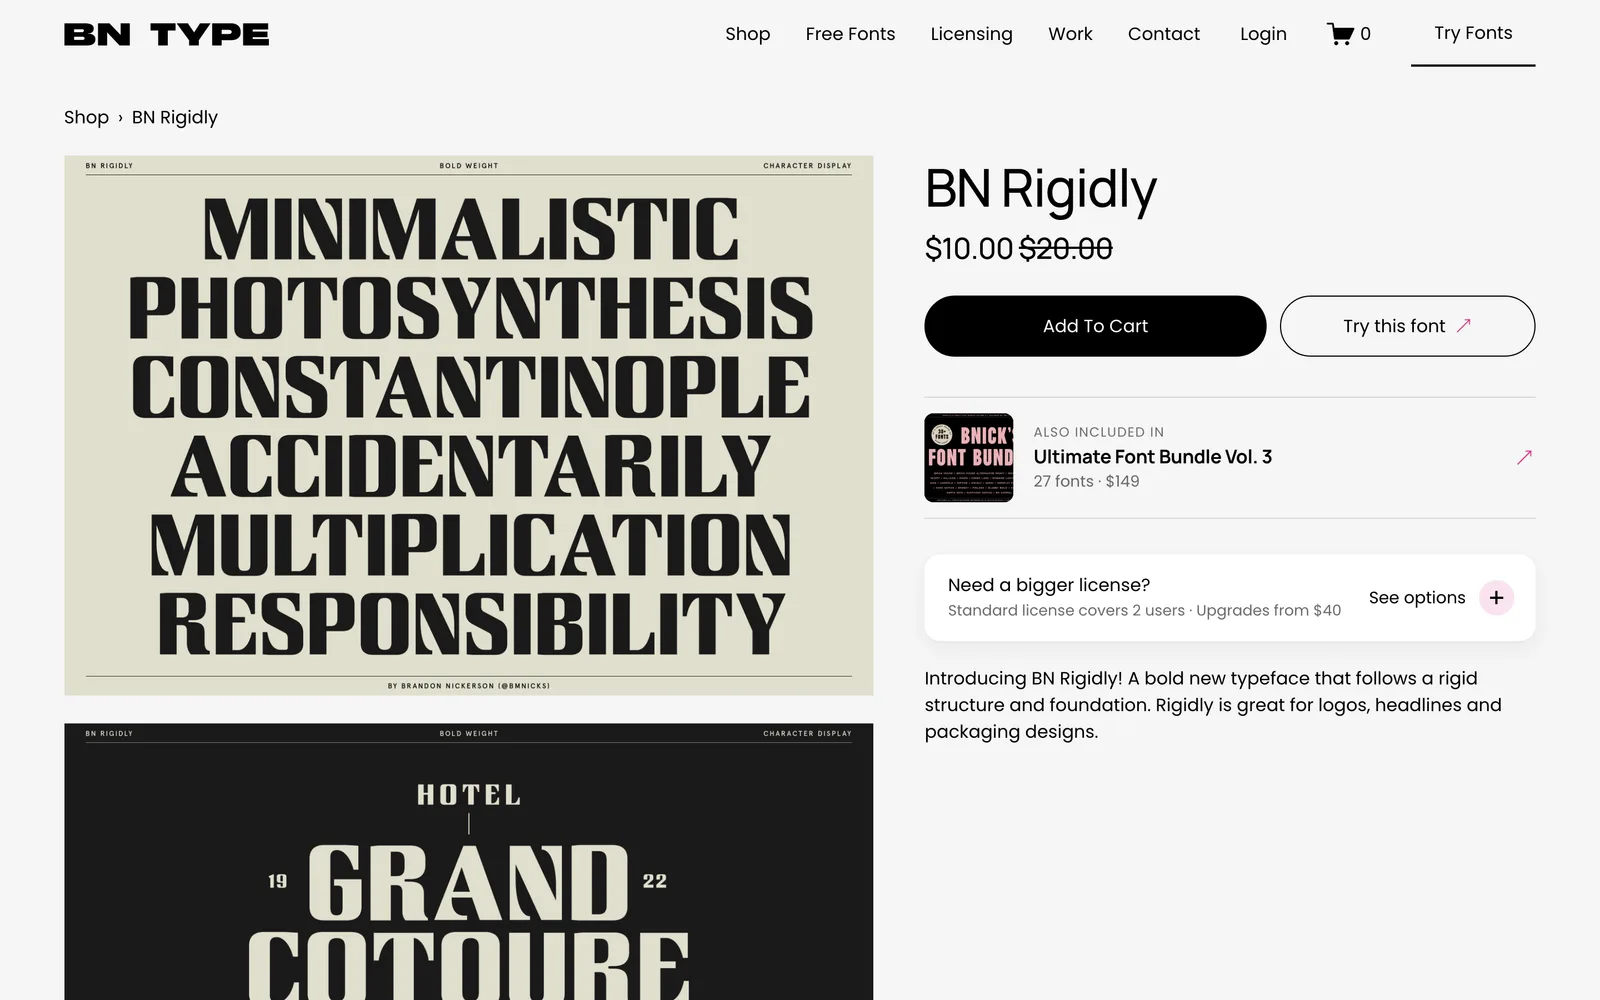 BN TYPE
Shop Free Fonts Licensing Work Contact Login 0 Try Fonts
Shop › BN Rigidly
BN RIGIDLY BOLD WEIGHT CHARACTER DISPLAY
MINIMALISTIC
PHOTOSYNTHESIS
CONSTANTINOPLE
ACCIDENTARILY
MULTIPLICATION
RESPONSIBILITY
BY BRANDON NICKERSON (@BMNICKS)
BN RIGIDLY BOLD WEIGHT CHARACTER DISPLAY
HOTEL
19 GRAND 22
COTOURE
BN Rigidly
$10.00 $20.00
Add To Cart Try this font
30+
FONTS
BNICK'
FONT BUND
ALSO INCLUDED IN
Ultimate Font Bundle Vol. 3
27 fonts · $149
Need a bigger license?
Standard license covers 2 users · Upgrades from $40
See options +
Introducing BN Rigidly! A bold new typeface that follows a rigid
structure and foundation. Rigidly is great for logos, headlines and
packaging designs.